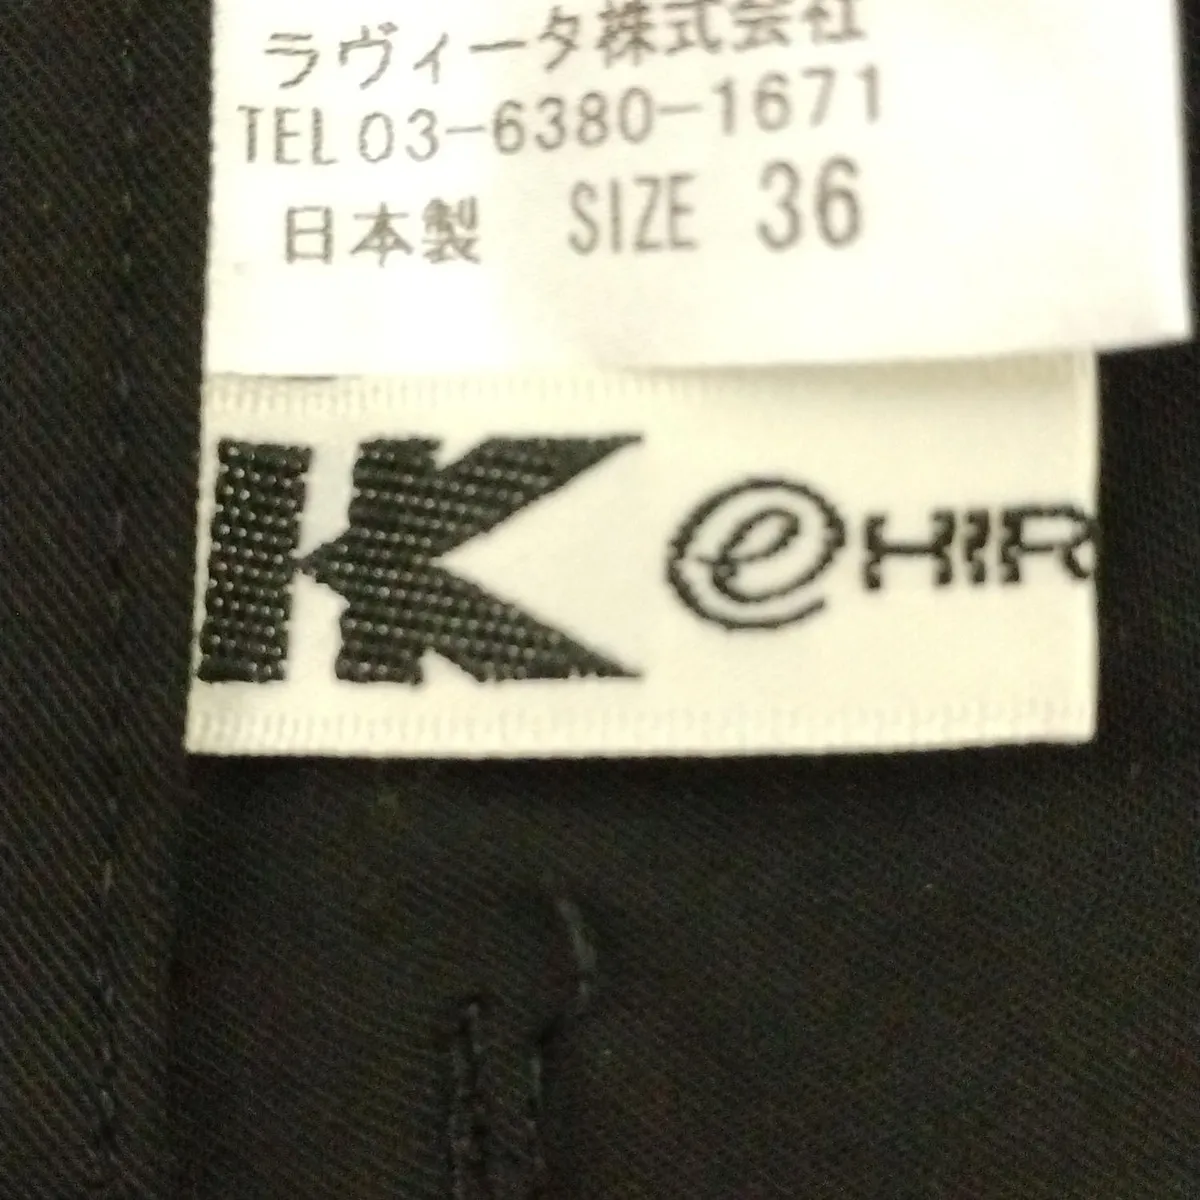 ラヴィータ株式会社
TEL 03-6380-1671
日本製 SIZE 36
K e HIR